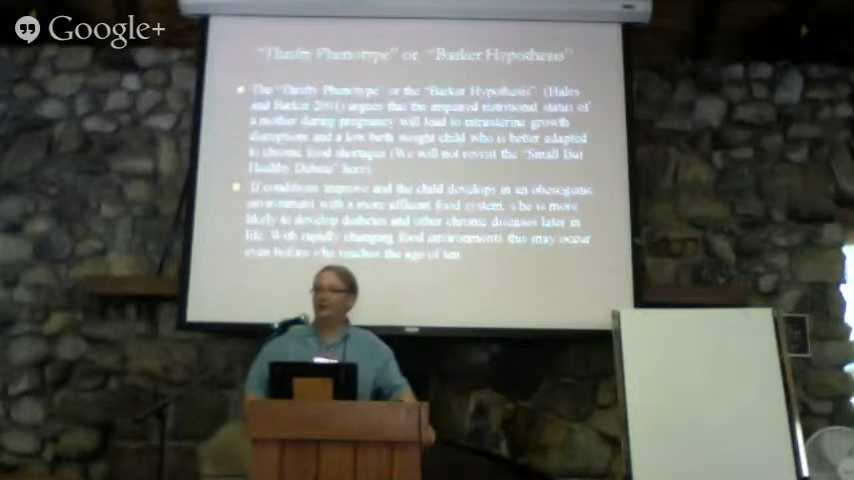 Google+
"Thrifty Phenotype" or "Barker Hypothesis"
The "Thrifty Phenotype" or the "Barker Hypothesis" (Hales
and Barker 2001) argues that the impaired nutritional status of
a mother during pregnancy will lead to intrauterine growth
disruptions and a low birth weight child who is better adapted
to chronic food shortages (We will not revisit the "Small But
Healthy Debate" here)
If conditions improve and the child develops in an obesogenic
environment with a more affluent food system, s/he is more
likely to develop diabetes and other chronic diseases later in
life. With rapidly changing food environments this may occur
even before s/he reaches the age of ten.